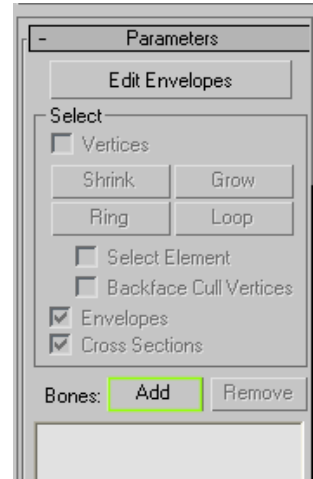 - Parameters
Edit Envelopes
Select
Vertices
Shrink Grow
Ring Loop
Select Element
Backface Cull Vertices
Envelopes
Cross Sections
Bones: Add Remove